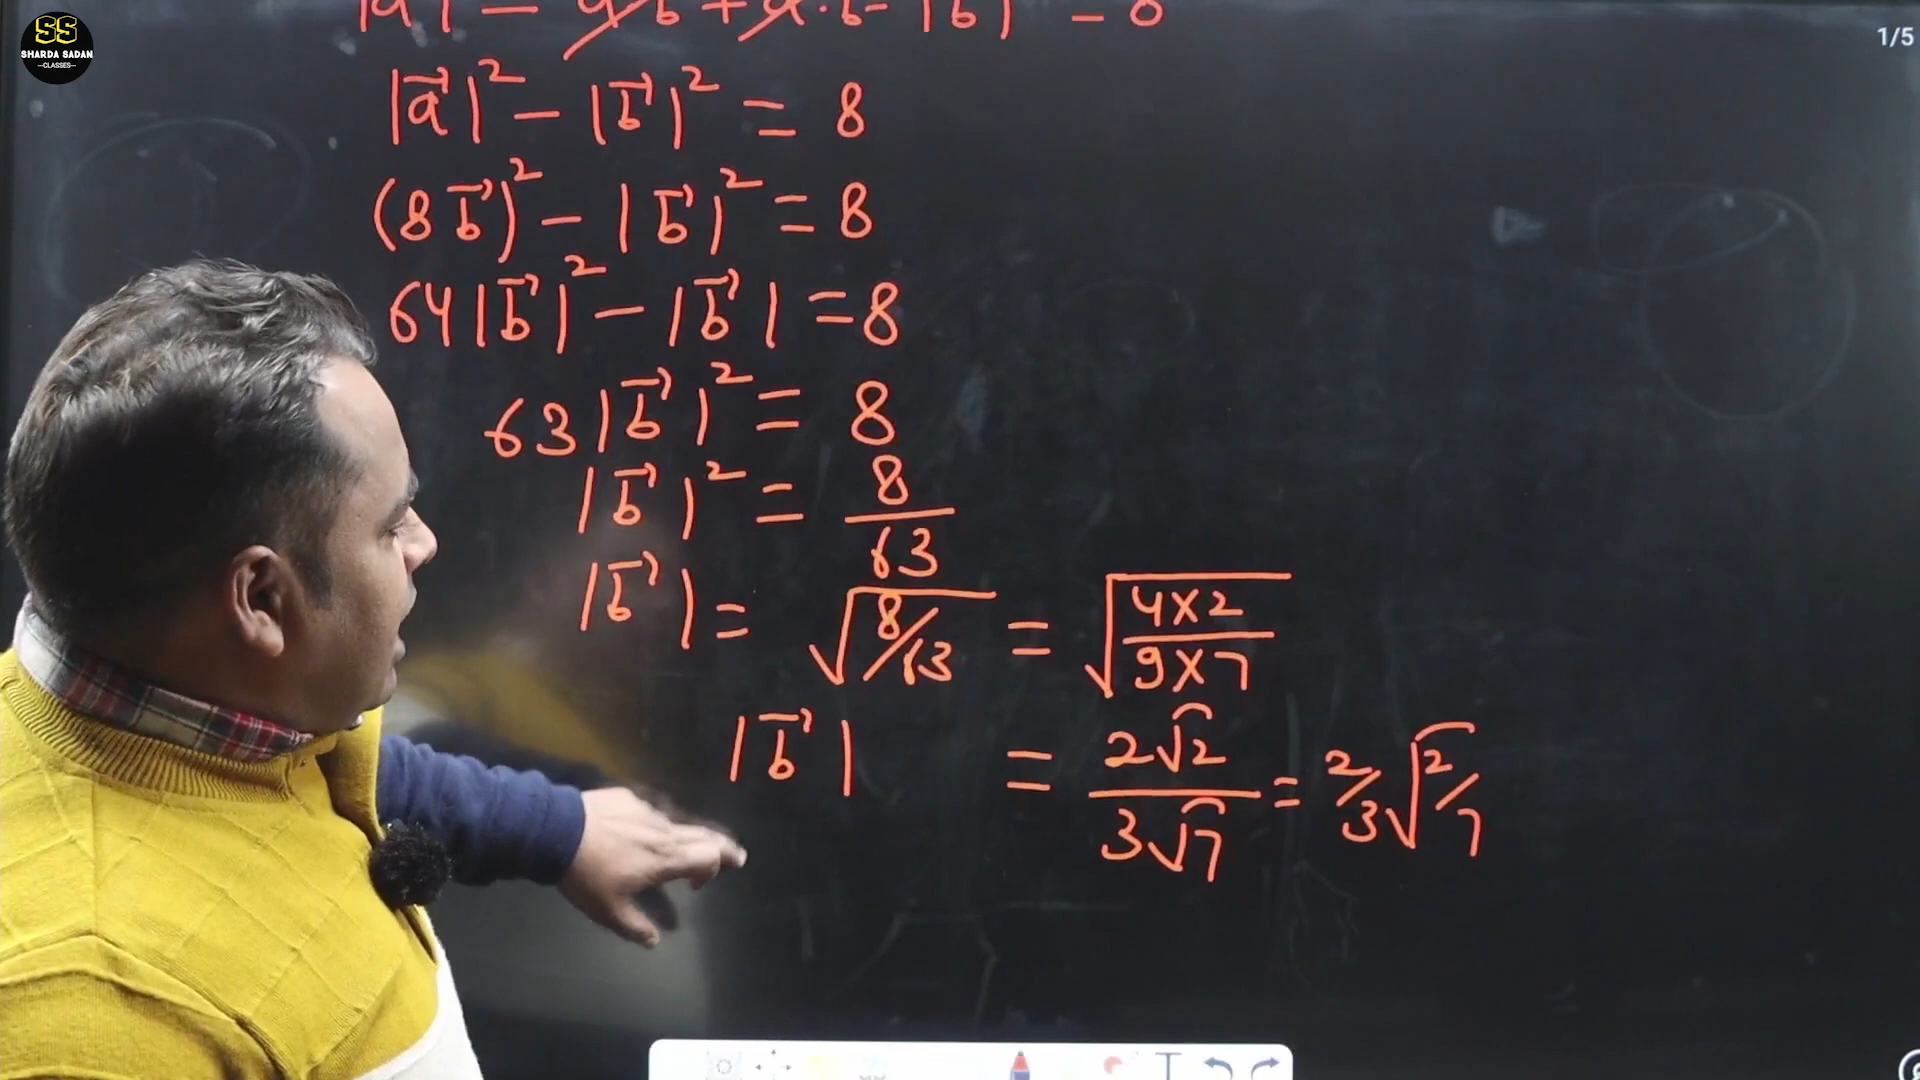 SS
SHARDA SADAN
—CLASSES—
1/5
|a⃗|² − |b⃗|² = 8
(8b⃗)² − |b⃗|² = 8
64|b⃗|² − |b⃗| = 8
63|b⃗|² = 8
|b⃗|² = 8/63
|b⃗| = √(8/63) = √((4×2)/(9×7))
|b⃗| = 2√2/3√7 = 2/3√(2/7)
T